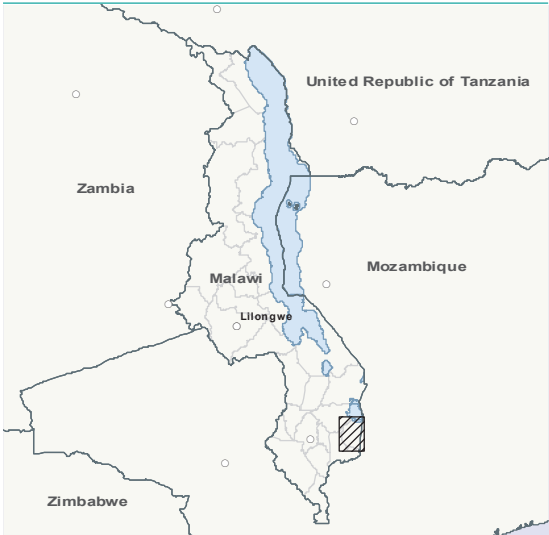 United Republic of Tanzania
Zambia
Mozambique
Malawi
Lilongwe
Zimbabwe